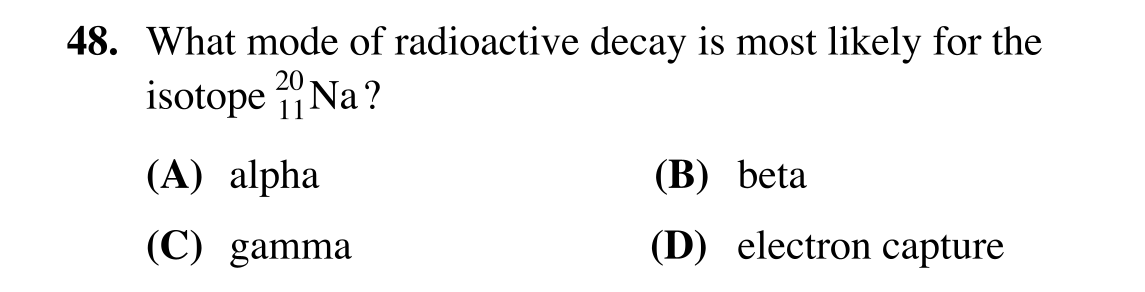 48. What mode of radioactive decay is most likely for the
isotope ²⁰₁₁Na?
(A) alpha (B) beta
(C) gamma (D) electron capture